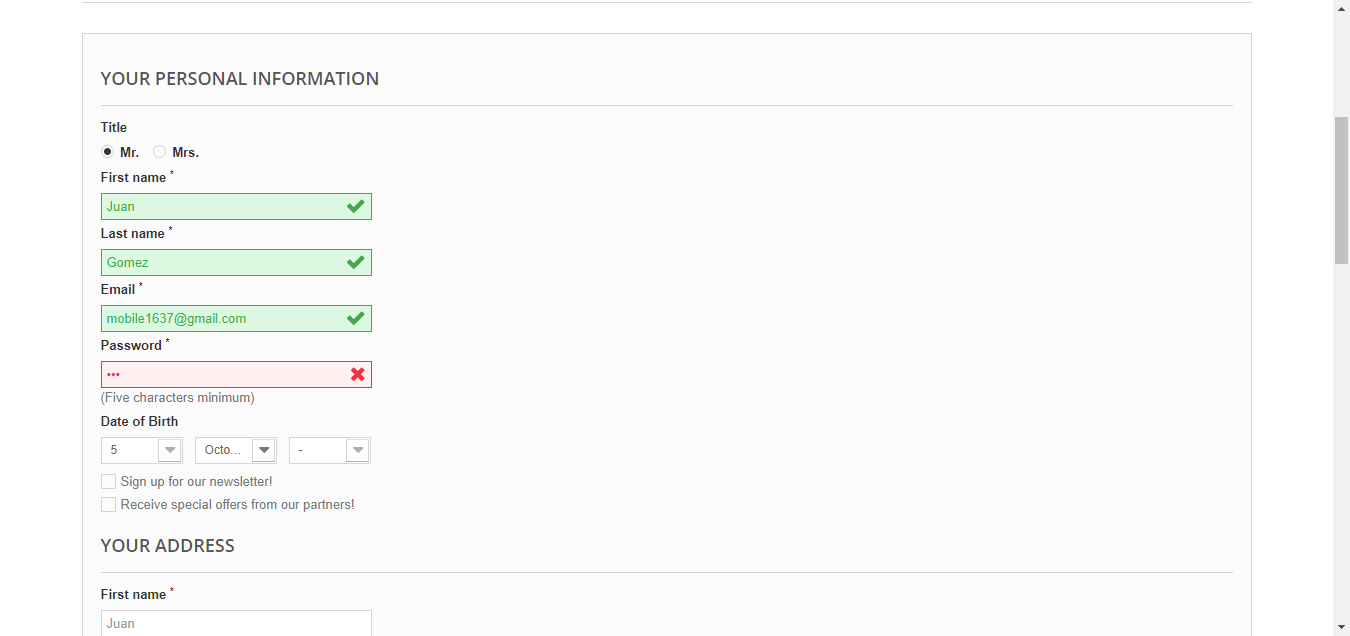 YOUR PERSONAL INFORMATION
Title
Mr. Mrs.
First name *
Juan
Last name *
Gomez
Email *
mobile1637@gmail.com
Password *
•••
(Five characters minimum)
Date of Birth
5 Octo... -
Sign up for our newsletter!
Receive special offers from our partners!
YOUR ADDRESS
First name *
Juan